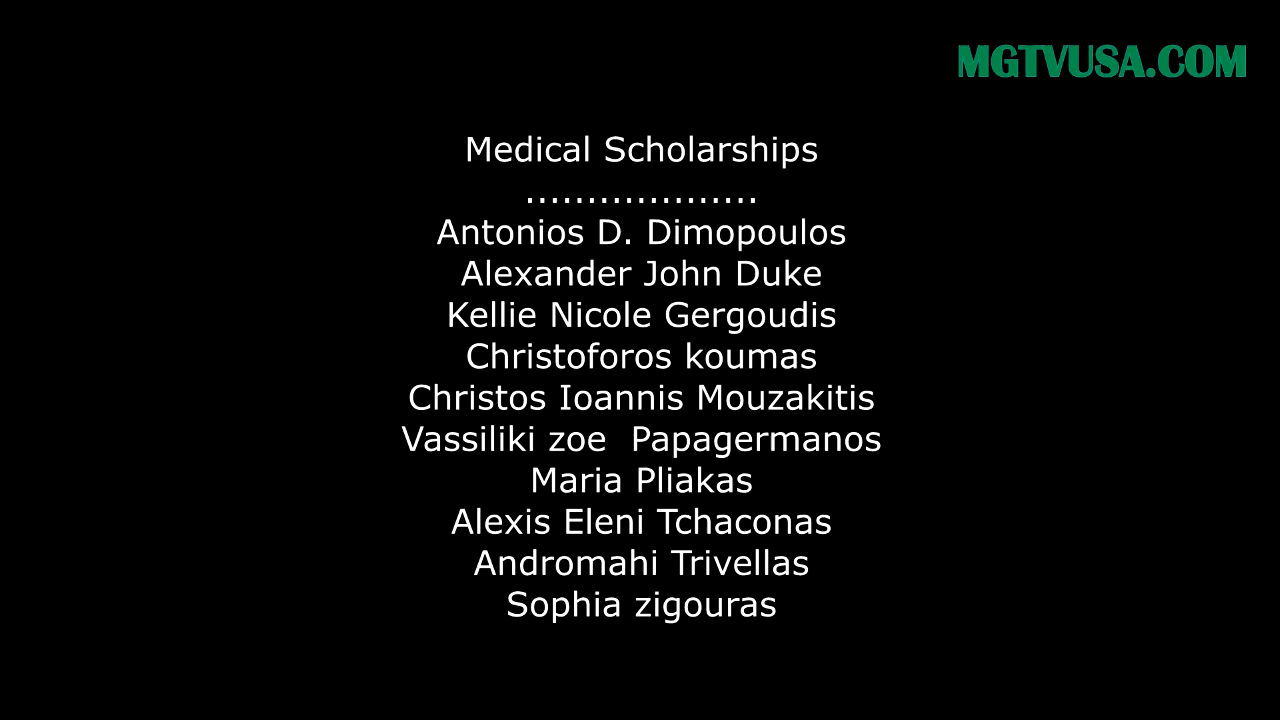 MGTVUSA.COM
Medical Scholarships
...................
Antonios D. Dimopoulos
Alexander John Duke
Kellie Nicole Gergoudis
Christoforos koumas
Christos Ioannis Mouzakitis
Vassiliki zoe  Papagermanos
Maria Pliakas
Alexis Eleni Tchaconas
Andromahi Trivellas
Sophia zigouras